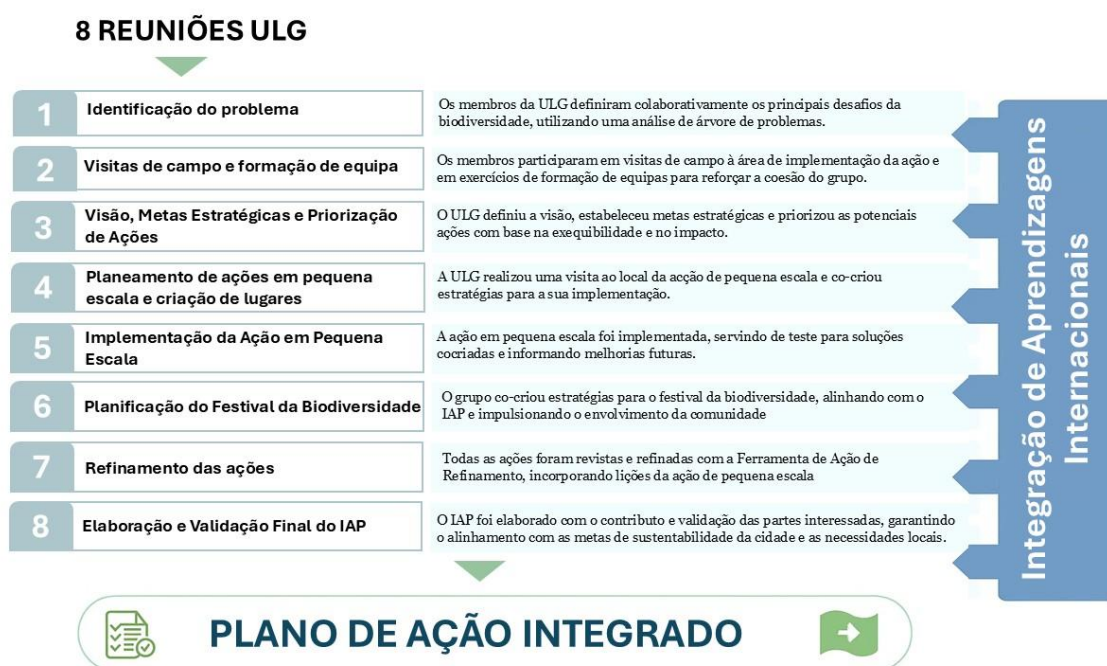 8 REUNIÕES ULG
1
Identificação do problema
Os membros da ULG definiram colaborativamente os principais desafios da
biodiversidade, utilizando uma análise de árvore de problemas.
2
Visitas de campo e formação de equipa
Os membros participaram em visitas de campo à área de implementação da ação e
em exercícios de formação de equipas para reforçar a coesão do grupo.
3
Visão, Metas Estratégicas e Priorização
de Ações
O ULG definiu a visão, estabeleceu metas estratégicas e priorizou as potenciais
ações com base na exequibilidade e no impacto.
4
Planeamento de ações em pequena
escala e criação de lugares
A ULG realizou uma visita ao local da acção de pequena escala e co-criou
estratégias para a sua implementação.
5
Implementação da Ação em Pequena
Escala
A ação em pequena escala foi implementada, servindo de teste para soluções
cocriadas e informando melhorias futuras.
6
Planificação do Festival da Biodiversidade
O grupo co-criou estratégias para o festival da biodiversidade, alinhando com o
IAP e impulsionando o envolvimento da comunidade
7
Refinamento das ações
Todas as ações foram revistas e refinadas com a Ferramenta de Ação de
Refinamento, incorporando lições da ação de pequena escala
8
Elaboração e Validação Final do IAP
O IAP foi elaborado com o contributo e validação das partes interessadas, garantindo
o alinhamento com as metas de sustentabilidade da cidade e as necessidades locais.
Integração de Aprendizagens
Internacionais
PLANO DE AÇÃO INTEGRADO